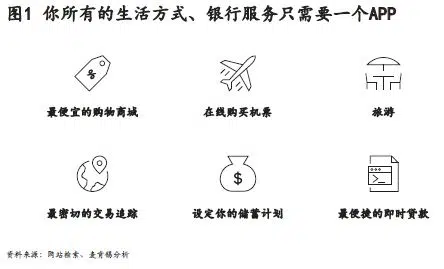 图1 你所有的生活方式、银行服务只需要一个APP
%
最便宜的购物商城
在线购买机票
旅游
$
>_
最密切的交易追踪
设定你的储蓄计划
最便捷的即时贷款
资料来源：网站检索、麦肯锡分析